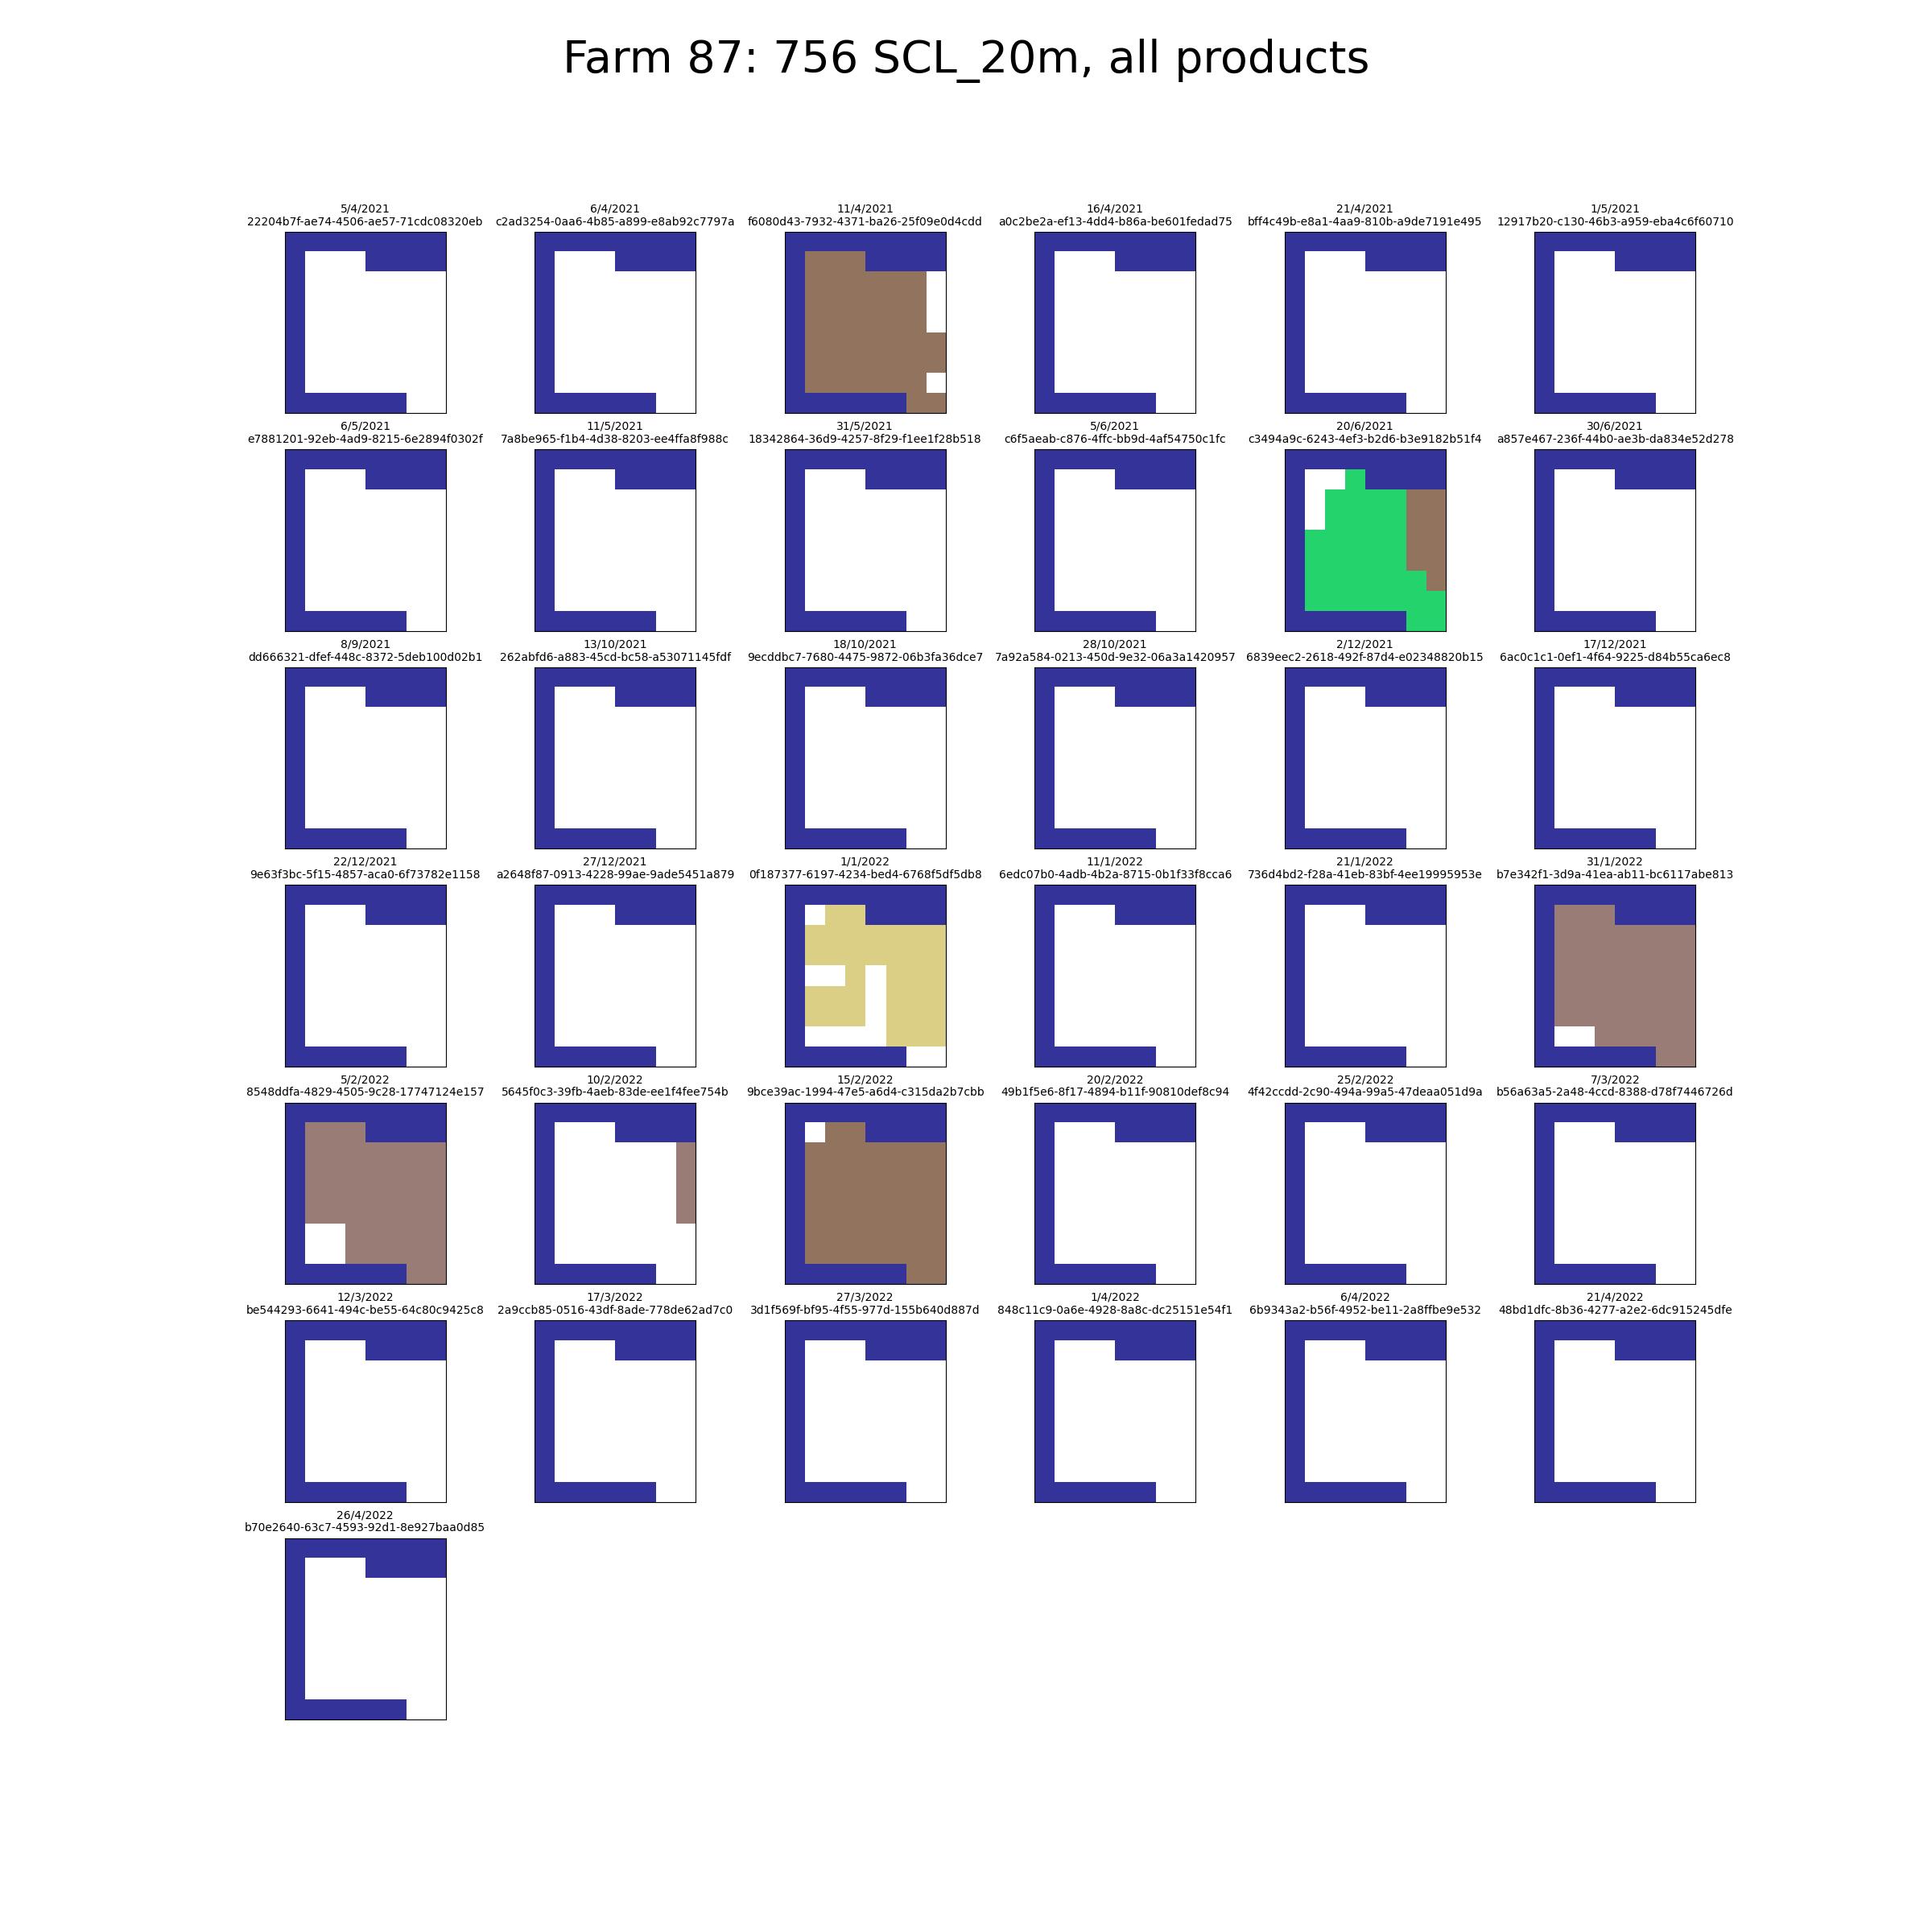 Farm 87: 756 SCL_20m, all products
5/4/2021
22204b7f-ae74-4506-ae57-71cdc08320eb
6/4/2021
c2ad3254-0aa6-4b85-a899-e8ab92c7797a
11/4/2021
f6080d43-7932-4371-ba26-25f09e0d4cdd
16/4/2021
a0c2be2a-ef13-4dd4-b86a-be601fedad75
21/4/2021
bff4c49b-e8a1-4aa9-810b-a9de7191e495
1/5/2021
12917b20-c130-46b3-a959-eba4c6f60710
6/5/2021
e7881201-92eb-4ad9-8215-6e2894f0302f
11/5/2021
7a8be965-f1b4-4d38-8203-ee4ffa8f988c
31/5/2021
18342864-36d9-4257-8f29-f1ee1f28b518
5/6/2021
c6f5aeab-c876-4ffc-bb9d-4af54750c1fc
20/6/2021
c3494a9c-6243-4ef3-b2d6-b3e9182b51f4
30/6/2021
a857e467-236f-44b0-ae3b-da834e52d278
8/9/2021
dd666321-dfef-448c-8372-5deb100d02b1
13/10/2021
262abfd6-a883-45cd-bc58-a53071145fdf
18/10/2021
9ecddbc7-7680-4475-9872-06b3fa36dce7
28/10/2021
7a92a584-0213-450d-9e32-06a3a1420957
2/12/2021
6839eec2-2618-492f-87d4-e02348820b15
17/12/2021
6ac0c1c1-0ef1-4f64-9225-d84b55ca6ec8
22/12/2021
9e63f3bc-5f15-4857-aca0-6f73782e1158
27/12/2021
a2648f87-0913-4228-99ae-9ade5451a879
1/1/2022
0f187377-6197-4234-bed4-6768f5df5db8
11/1/2022
6edc07b0-4adb-4b2a-8715-0b1f33f8cca6
21/1/2022
736d4bd2-f28a-41eb-83bf-4ee19995953e
31/1/2022
b7e342f1-3d9a-41ea-ab11-bc6117abe813
5/2/2022
8548ddfa-4829-4505-9c28-17747124e157
10/2/2022
5645f0c3-39fb-4aeb-83de-ee1f4fee754b
15/2/2022
9bce39ac-1994-47e5-a6d4-c315da2b7cbb
20/2/2022
49b1f5e6-8f17-4894-b11f-90810def8c94
25/2/2022
4f42ccdd-2c90-494a-99a5-47deaa051d9a
7/3/2022
b56a63a5-2a48-4ccd-8388-d78f7446726d
12/3/2022
be544293-6641-494c-be55-64c80c9425c8
17/3/2022
2a9ccb85-0516-43df-8ade-778de62ad7c0
27/3/2022
3d1f569f-bf95-4f55-977d-155b640d887d
1/4/2022
848c11c9-0a6e-4928-8a8c-dc25151e54f1
6/4/2022
6b9343a2-b56f-4952-be11-2a8ffbe9e532
21/4/2022
48bd1dfc-8b36-4277-a2e2-6dc915245dfe
26/4/2022
b70e2640-63c7-4593-92d1-8e927baa0d85